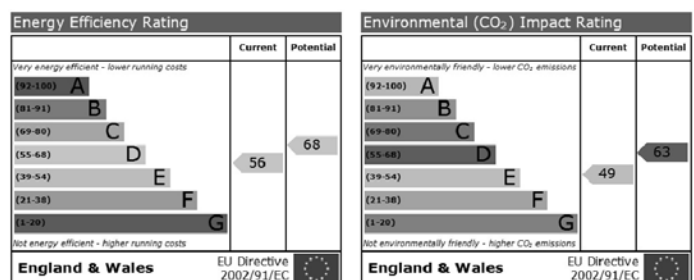 Energy Efficiency Rating
Current Potential
Very energy efficient - lower running costs
(92-100) A
(81-91) B
(69-80) C
(55-68) D
(39-54) E
(21-38) F
(1-20) G
56
68
Not energy efficient - higher running costs
England & Wales
EU Directive
2002/91/EC
Environmental (CO₂) Impact Rating
Current Potential
Very environmentally friendly - lower CO₂ emissions
(92-100) A
(81-91) B
(69-80) C
(55-68) D
(39-54) E
(21-38) F
(1-20) G
49
63
Not environmentally friendly - higher CO₂ emissions
England & Wales
EU Directive
2002/91/EC